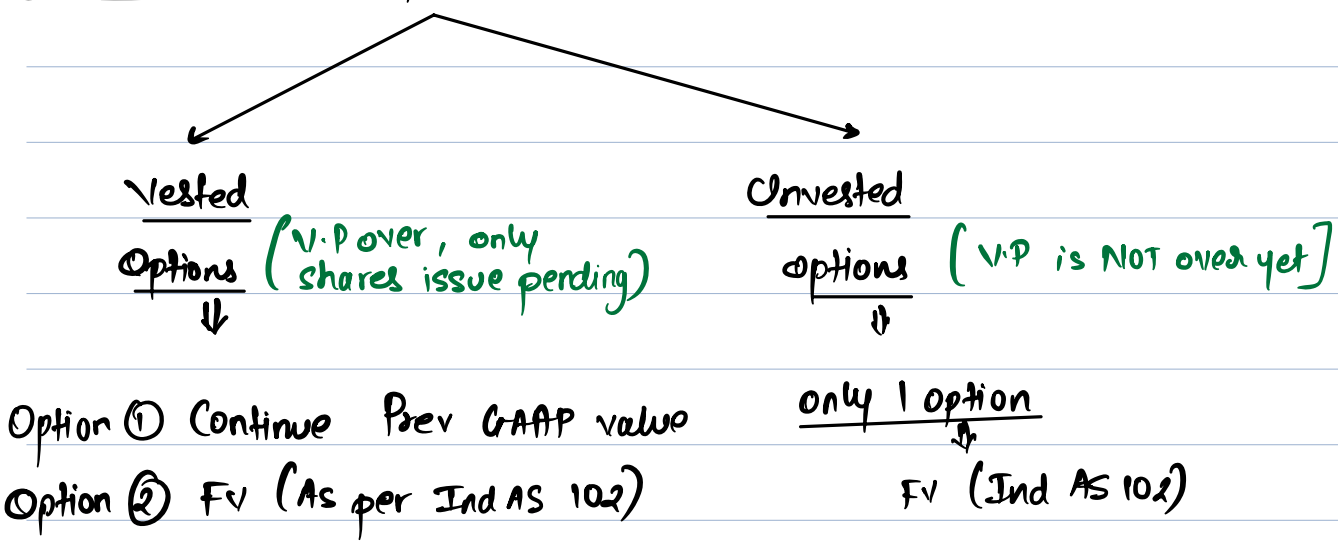 Vested
Options (V.P over, only
shares issue pending)
Unvested
options (V.P is NOT over yet]
Option ① Continue Prev GAAP value
Option ② FV (As per Ind AS 102)
only 1 option
FV (Ind AS 102)